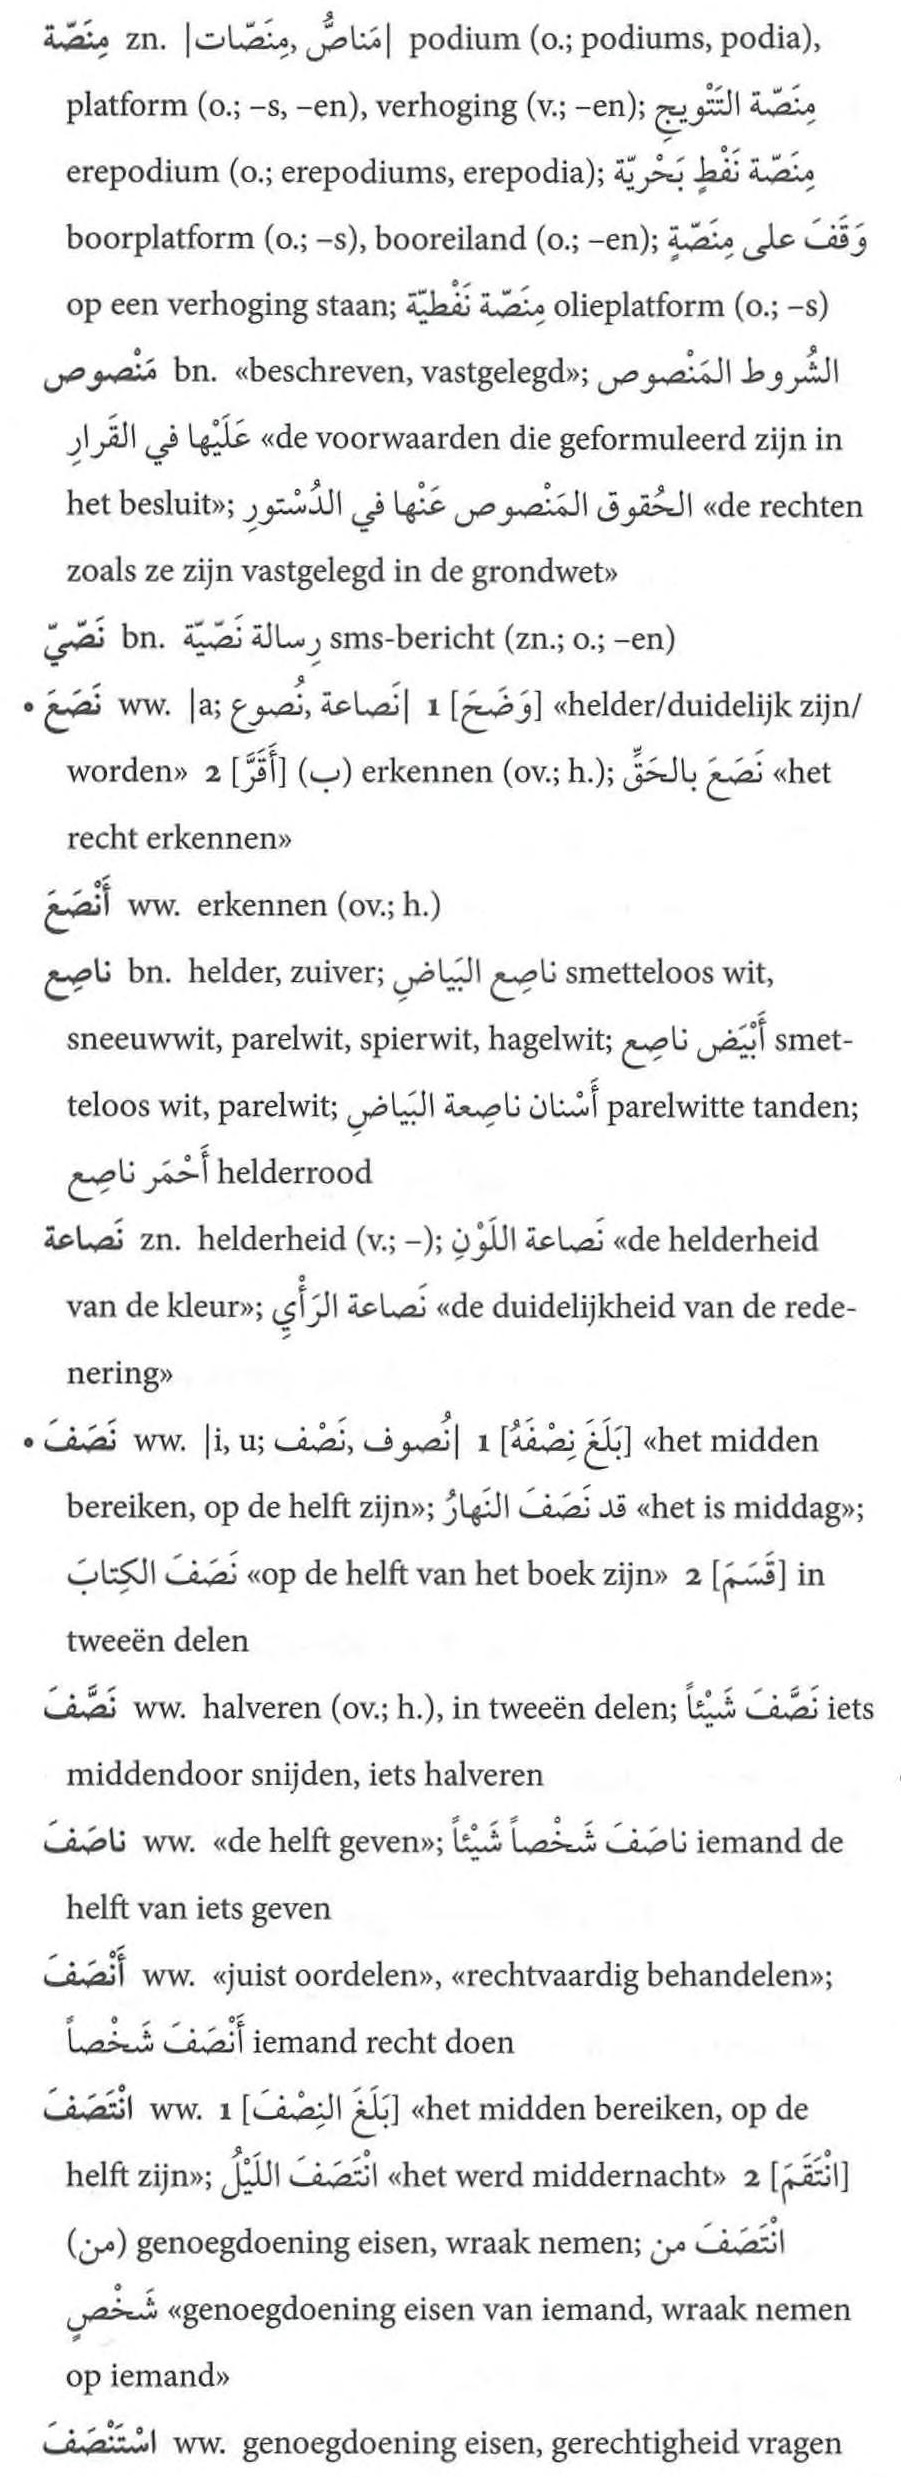 مِنَصّة zn. |مَناصُّ, مِنَصّات| podium (o.; podiums, podia),
platform (o.; –s, –en), verhoging (v.; –en); مِنَصّة التَتْويجِ
erepodium (o.; erepodiums, erepodia); مِنَصّة نَفْطٍ بَحْريّة
boorplatform (o.; –s), booreiland (o.; –en); وَقَفَ على مِنَصّةٍ
op een verhoging staan; مِنَصّة نَفْطيّة olieplatform (o.; –s)
مَنْصوص bn. «beschreven, vastgelegd»; الشُروط المَنْصوص
عَلَيْها في القَرارِ «de voorwaarden die geformuleerd zijn in
het besluit»; الحُقوق المَنْصوص عَنْها في الدُسْتورِ «de rechten
zoals ze zijn vastgelegd in de grondwet»
نَصّيّ bn. رِسالة نَصّيّة sms-bericht (zn.; o.; –en)
• نَصَعَ ww. |a; نَصاعة, نُصوع| 1 [وَضَحَ] «helder/duidelijk zijn/
worden» 2 [أَقَرَّ] (ب) erkennen (ov.; h.); نَصَعَ بالحَقِّ «het
recht erkennen»
أَنْصَعَ ww. erkennen (ov.; h.)
ناصِع bn. helder, zuiver; ناصِع البَياضِ smetteloos wit,
sneeuwwit, parelwit, spierwit, hagelwit; أَبْيَض ناصِع smet-
teloos wit, parelwit; أَسْنان ناصِعة البَياضِ parelwitte tanden;
أَحْمَر ناصِع helderrood
نَصاعة zn. helderheid (v.; –); نَصاعة اللَوْنِ «de helderheid
van de kleur»; نَصاعة الرَأْيِ «de duidelijkheid van de rede-
nering»
• نَصَفَ ww. |i, u; نُصوف, نَصْف| 1 [بَلَغَ نِصْفَهُ] «het midden
bereiken, op de helft zijn»; قد نَصَفَ النَهارُ «het is middag»;
نَصَفَ الكِتابَ «op de helft van het boek zijn» 2 [قَسَمَ] in
tweeën delen
نَصَّفَ ww. halveren (ov.; h.), in tweeën delen; نَصَّفَ شَيْئاً iets
middendoor snijden, iets halveren
ناصَفَ ww. «de helft geven»; ناصَفَ شَخْصاً شَيْئاً iemand de
helft van iets geven
أَنْصَفَ ww. «juist oordelen», «rechtvaardig behandelen»;
أَنْصَفَ شَخْصاً iemand recht doen
انْتَصَفَ ww. 1 [بَلَغَ النِصْفَ] «het midden bereiken, op de
helft zijn»; انْتَصَفَ اللَيْلُ «het werd middernacht» 2 [انْتَقَمَ]
(من) genoegdoening eisen, wraak nemen; انْتَصَفَ من
شَخْصٍ «genoegdoening eisen van iemand, wraak nemen
op iemand»
اسْتَنْصَفَ ww. genoegdoening eisen, gerechtigheid vragen